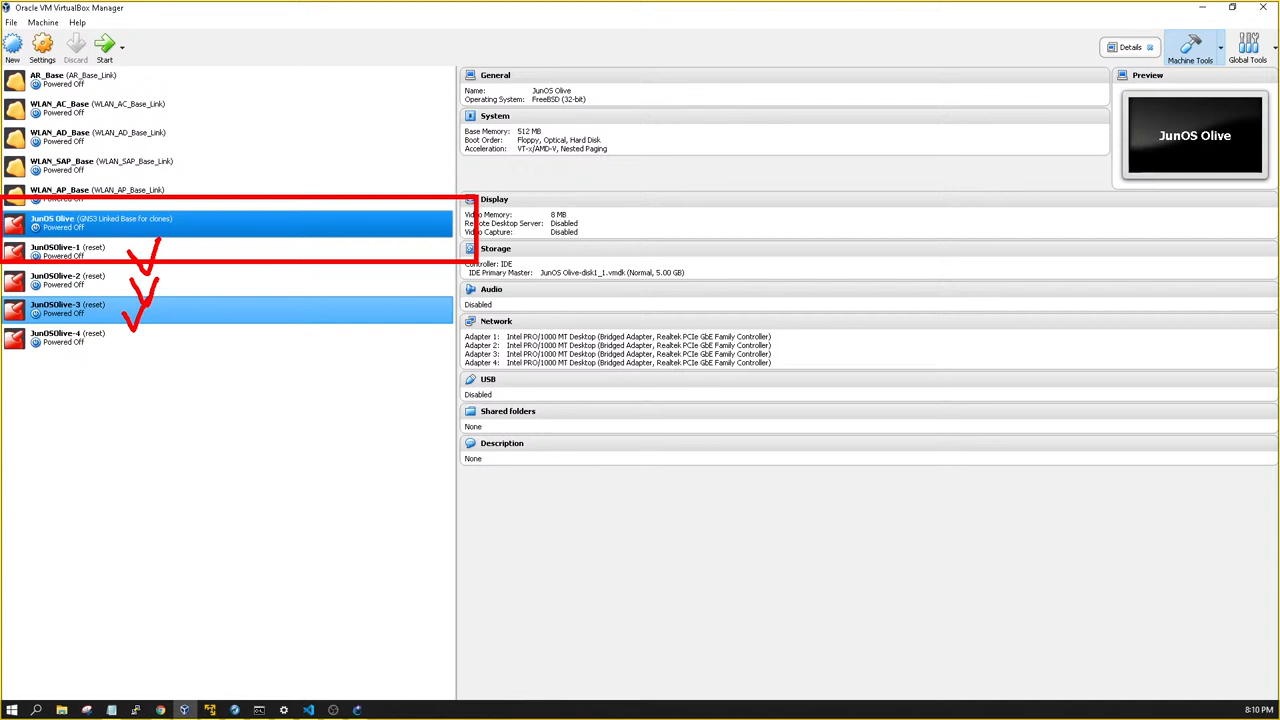 Oracle VM VirtualBox Manager
File Machine Help
New Settings Discard Start
Details Machine Tools Global Tools
AR_Base (AR_Base_Link)
Powered Off
WLAN_AC_Base (WLAN_AC_Base_Link)
Powered Off
WLAN_AD_Base (WLAN_AD_Base_Link)
Powered Off
WLAN_SAP_Base (WLAN_SAP_Base_Link)
Powered Off
WLAN_AP_Base (WLAN_AP_Base_Link)
Powered Off
JunOS Olive (GNS3 Linked Base for clones)
Powered Off
JunOSOlive-1 (reset)
Powered Off
JunOSOlive-2 (reset)
Powered Off
JunOSOlive-3 (reset)
Powered Off
JunOSOlive-4 (reset)
Powered Off
General
Name: JunOS Olive
Operating System: FreeBSD (32-bit)
System
Base Memory: 512 MB
Boot Order: Floppy, Optical, Hard Disk
Acceleration: VT-x/AMD-V, Nested Paging
Display
Video Memory: 8 MB
Remote Desktop Server: Disabled
Video Capture: Disabled
Storage
Controller: IDE
IDE Primary Master: JunOS Olive-disk1_1.vmdk (Normal, 5.00 GB)
Audio
Disabled
Network
Adapter 1: Intel PRO/1000 MT Desktop (Bridged Adapter, Realtek PCIe GbE Family Controller)
Adapter 2: Intel PRO/1000 MT Desktop (Bridged Adapter, Realtek PCIe GbE Family Controller)
Adapter 3: Intel PRO/1000 MT Desktop (Bridged Adapter, Realtek PCIe GbE Family Controller)
Adapter 4: Intel PRO/1000 MT Desktop (Bridged Adapter, Realtek PCIe GbE Family Controller)
USB
Disabled
Shared folders
None
Description
None
Preview
JunOS Olive
8:10 PM